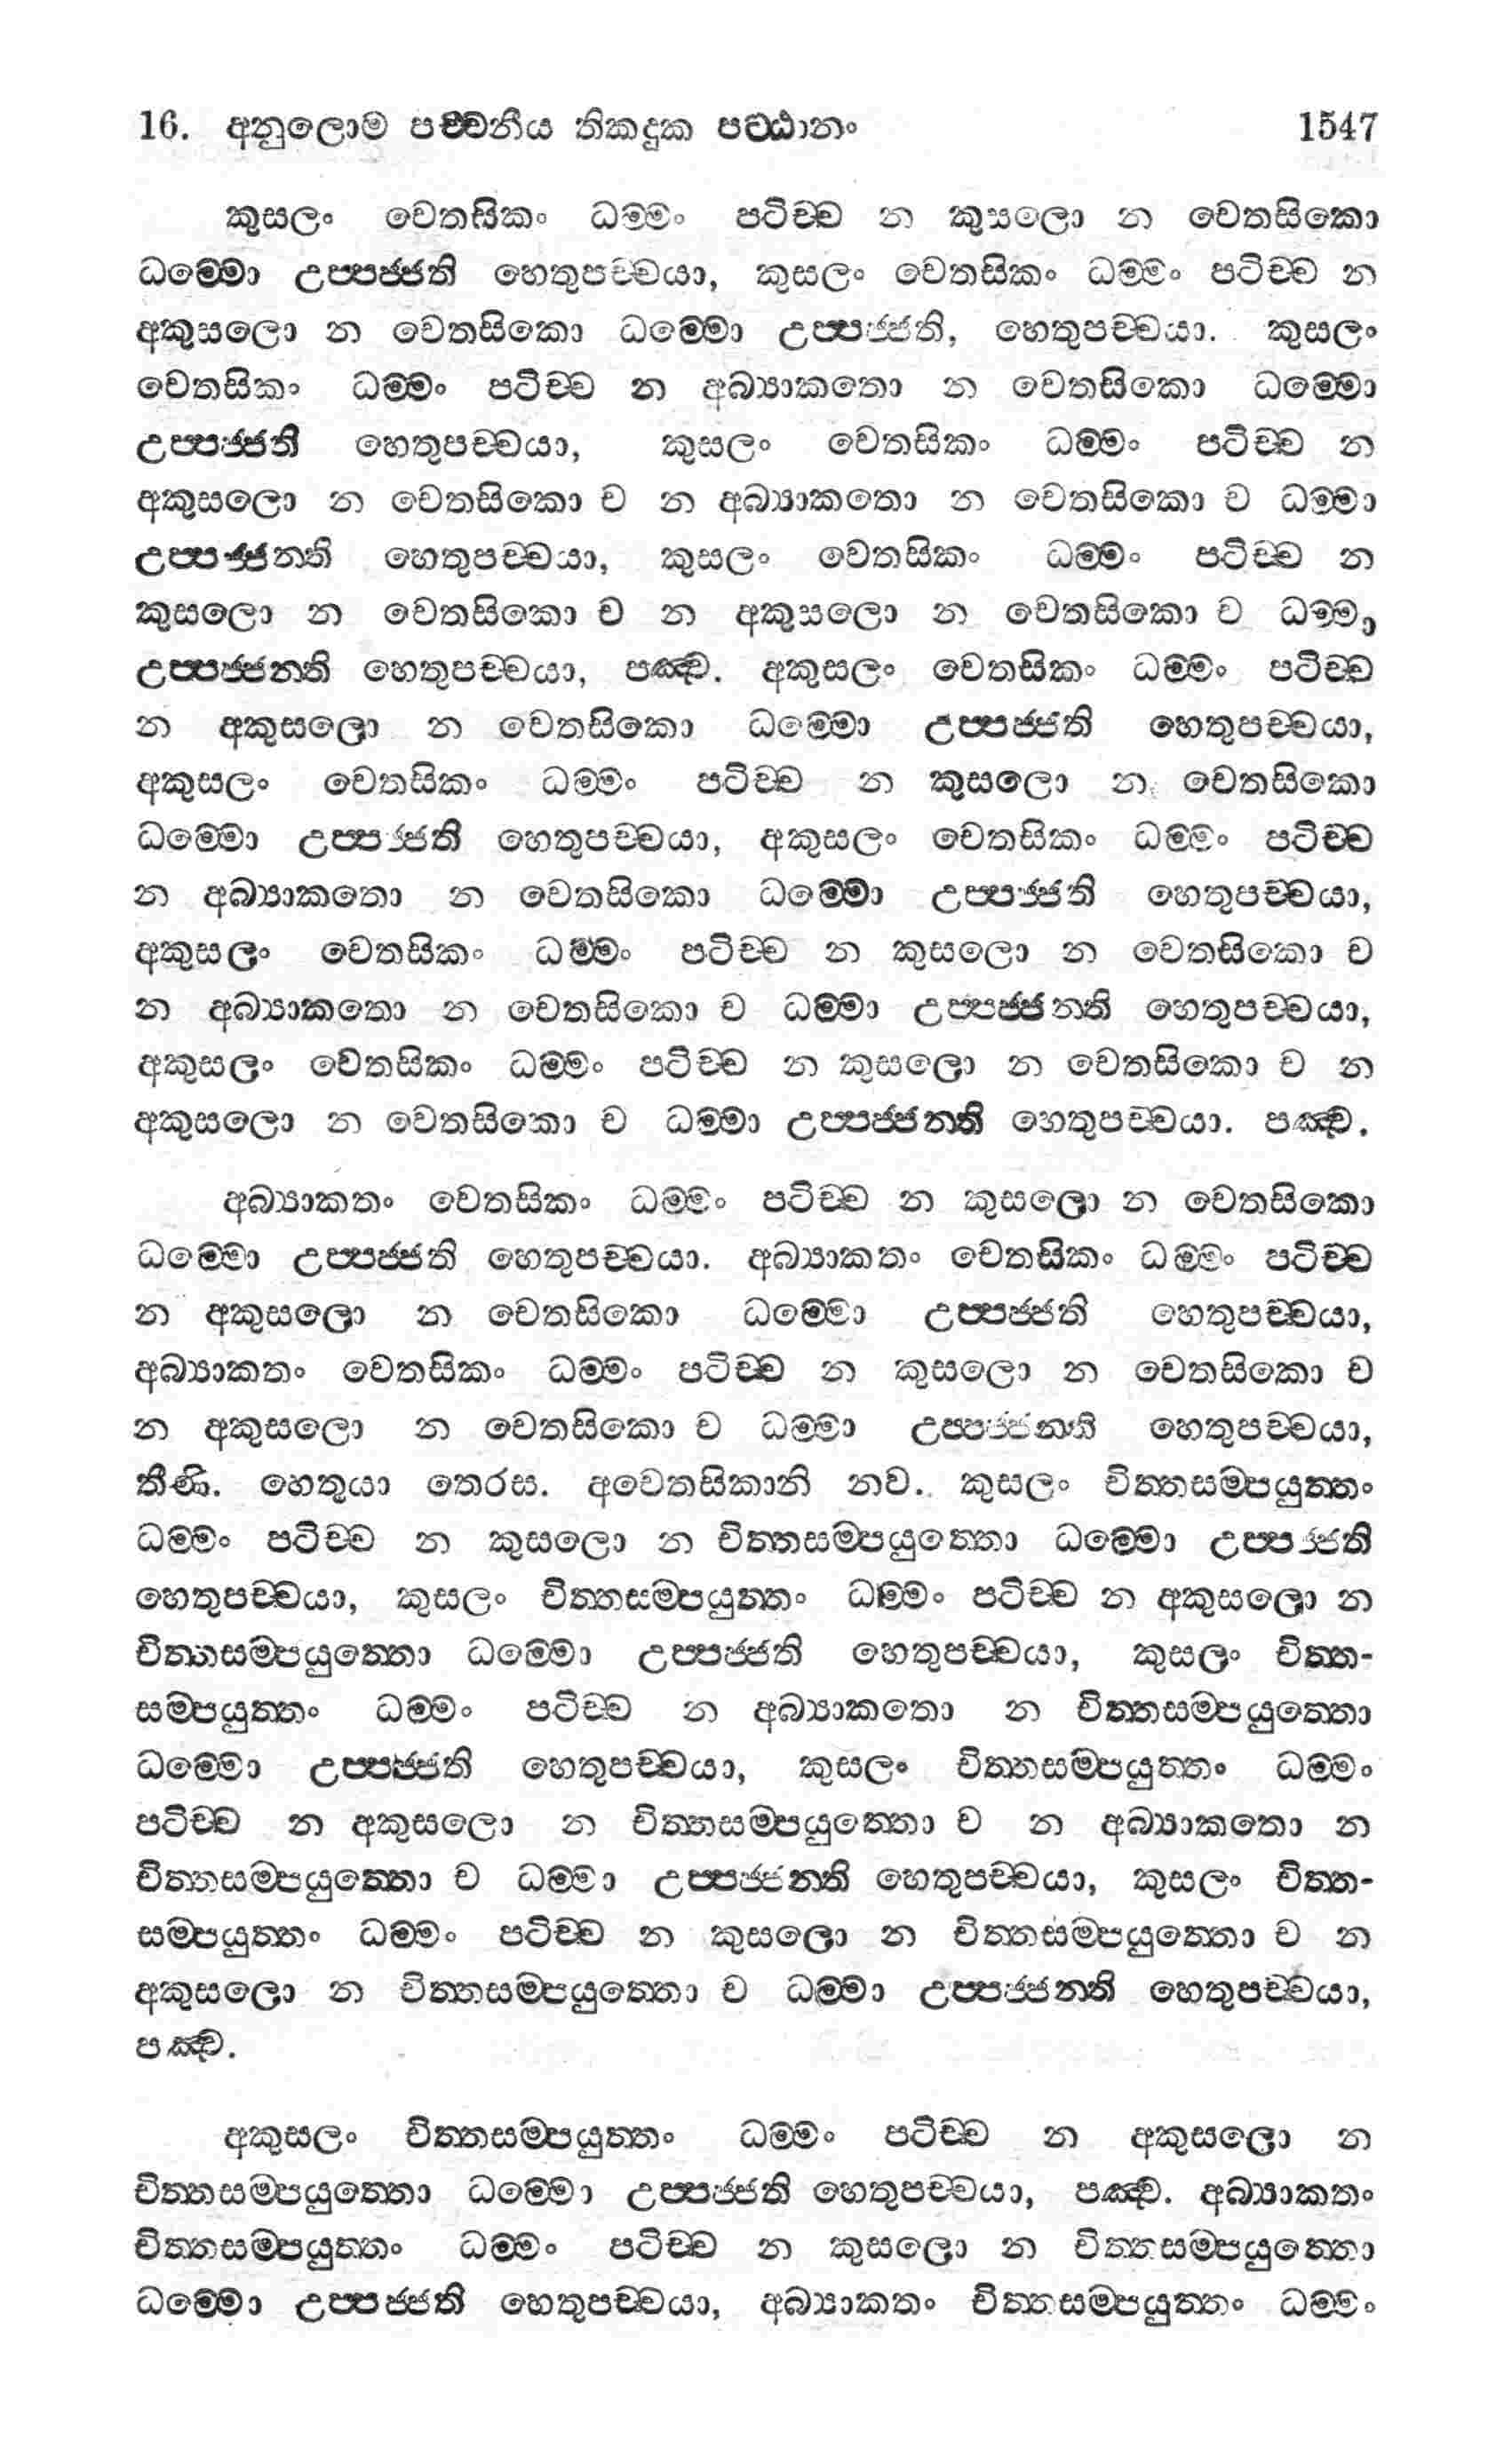 16. අනුලොම පච්චනීය තිකදුක පට්ඨානං 1547
කුසලං චෙතසිකං ධම්මං පටිච්ච න කුසලො න චෙතසිකො
ධම්මො උප්පජ්ජති හෙතුපච්චයා, කුසලං චෙතසිකං ධම්මං පටිච්ච න
අකුසලො න චෙතසිකො ධම්මො උප්පජ්ජති, හෙතුපච්චයා. කුසලං
චෙතසිකං ධම්මං පටිච්ච න අබ්‍යාකතො න චෙතසිකො ධම්මො
උප්පජ්ජති හෙතුපච්චයා, කුසලං චෙතසිකං ධම්මං පටිච්ච න
අකුසලො න චෙතසිකො ච න අබ්‍යාකතො න චෙතසිකො ච ධම්මා
උප්පජ්ජන්ති හෙතුපච්චයා, කුසලං චෙතසිකං ධම්මං පටිච්ච න
කුසලො න චෙතසිකො ච න අකුසලො න චෙතසිකො ච ධම්මා
උප්පජ්ජන්ති හෙතුපච්චයා, පඤ්ච. අකුසලං චෙතසිකං ධම්මං පටිච්ච
න අකුසලො න චෙතසිකො ධම්මො උප්පජ්ජති හෙතුපච්චයා,
අකුසලං චෙතසිකං ධම්මං පටිච්ච න කුසලො න චෙතසිකො
ධම්මො උප්පජ්ජති හෙතුපච්චයා, අකුසලං චෙතසිකං ධම්මං පටිච්ච
න අබ්‍යාකතො න චෙතසිකො ධම්මො උප්පජ්ජති හෙතුපච්චයා,
අකුසලං චෙතසිකං ධම්මං පටිච්ච න කුසලො න චෙතසිකො ච
න අබ්‍යාකතො න චෙතසිකො ච ධම්මා උප්පජ්ජන්ති හෙතුපච්චයා,
අකුසලං චෙතසිකං ධම්මං පටිච්ච න කුසලො න චෙතසිකො ච න
අකුසලො න චෙතසිකො ච ධම්මා උප්පජ්ජන්ති හෙතුපච්චයා. පඤ්ච.
අබ්‍යාකතං චෙතසිකං ධම්මං පටිච්ච න කුසලො න චෙතසිකො
ධම්මො උප්පජ්ජති හෙතුපච්චයා. අබ්‍යාකතං චෙතසිකං ධම්මං පටිච්ච
න අකුසලො න චෙතසිකො ධම්මො උප්පජ්ජති හෙතුපච්චයා,
අබ්‍යාකතං චෙතසිකං ධම්මං පටිච්ච න කුසලො න චෙතසිකො ච
න අකුසලො න චෙතසිකො ච ධම්මා උප්පජ්ජන්ති හෙතුපච්චයා,
තීණි. හෙතුයා තෙරස. අචෙතසිකානි නව. කුසලං චිත්තසම්පයුත්තං
ධම්මං පටිච්ච න කුසලො න චිත්තසම්පයුත්තො ධම්මො උප්පජ්ජති
හෙතුපච්චයා, කුසලං චිත්තසම්පයුත්තං ධම්මං පටිච්ච න අකුසලො න
චිත්තසම්පයුත්තො ධම්මො උප්පජ්ජති හෙතුපච්චයා, කුසලං චිත්ත-
සම්පයුත්තං ධම්මං පටිච්ච න අබ්‍යාකතො න චිත්තසම්පයුත්තො
ධම්මො උප්පජ්ජති හෙතුපච්චයා, කුසලං චිත්තසම්පයුත්තං ධම්මං
පටිච්ච න අකුසලො න චිත්තසම්පයුත්තො ච න අබ්‍යාකතො න
චිත්තසම්පයුත්තො ච ධම්මා උප්පජ්ජන්ති හෙතුපච්චයා, කුසලං චිත්ත-
සම්පයුත්තං ධම්මං පටිච්ච න කුසලො න චිත්තසම්පයුත්තො ච න
අකුසලො න චිත්තසම්පයුත්තො ච ධම්මා උප්පජ්ජන්ති හෙතුපච්චයා,
පඤ්ච.
අකුසලං චිත්තසම්පයුත්තං ධම්මං පටිච්ච න අකුසලො න
චිත්තසම්පයුත්තො ධම්මො උප්පජ්ජති හෙතුපච්චයා, පඤ්ච. අබ්‍යාකතං
චිත්තසම්පයුත්තං ධම්මං පටිච්ච න කුසලො න චිත්තසම්පයුත්තො
ධම්මො උප්පජ්ජති හෙතුපච්චයා, අබ්‍යාකතං චිත්තසම්පයුත්තං ධම්මං